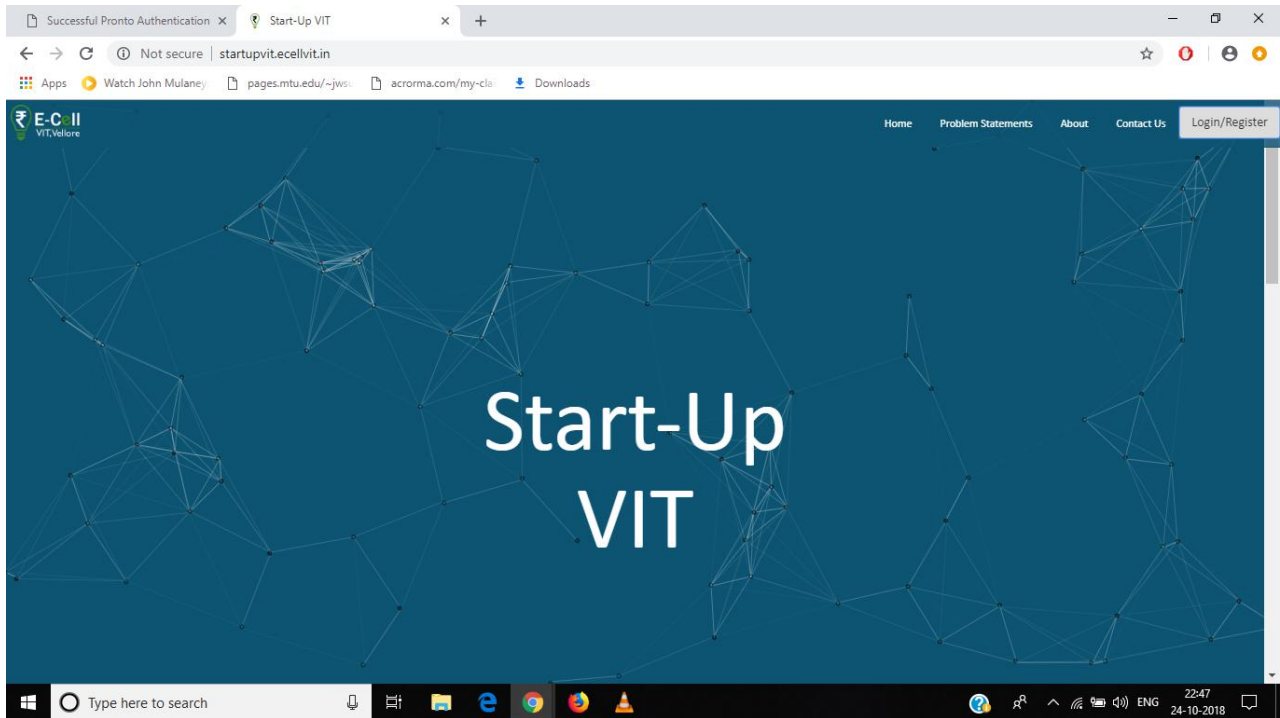 Successful Pronto Authentication
Start-Up VIT
Not secure | startupvit.ecellvit.in
Apps
Watch John Mulaney
pages.mtu.edu/~jws
acrorma.com/my-cla
Downloads
E-Cell
VIT,Vellore
Home
Problem Statements
About
Contact Us
Login/Register
Start-Up
VIT
Type here to search
ENG
22:47
24-10-2018